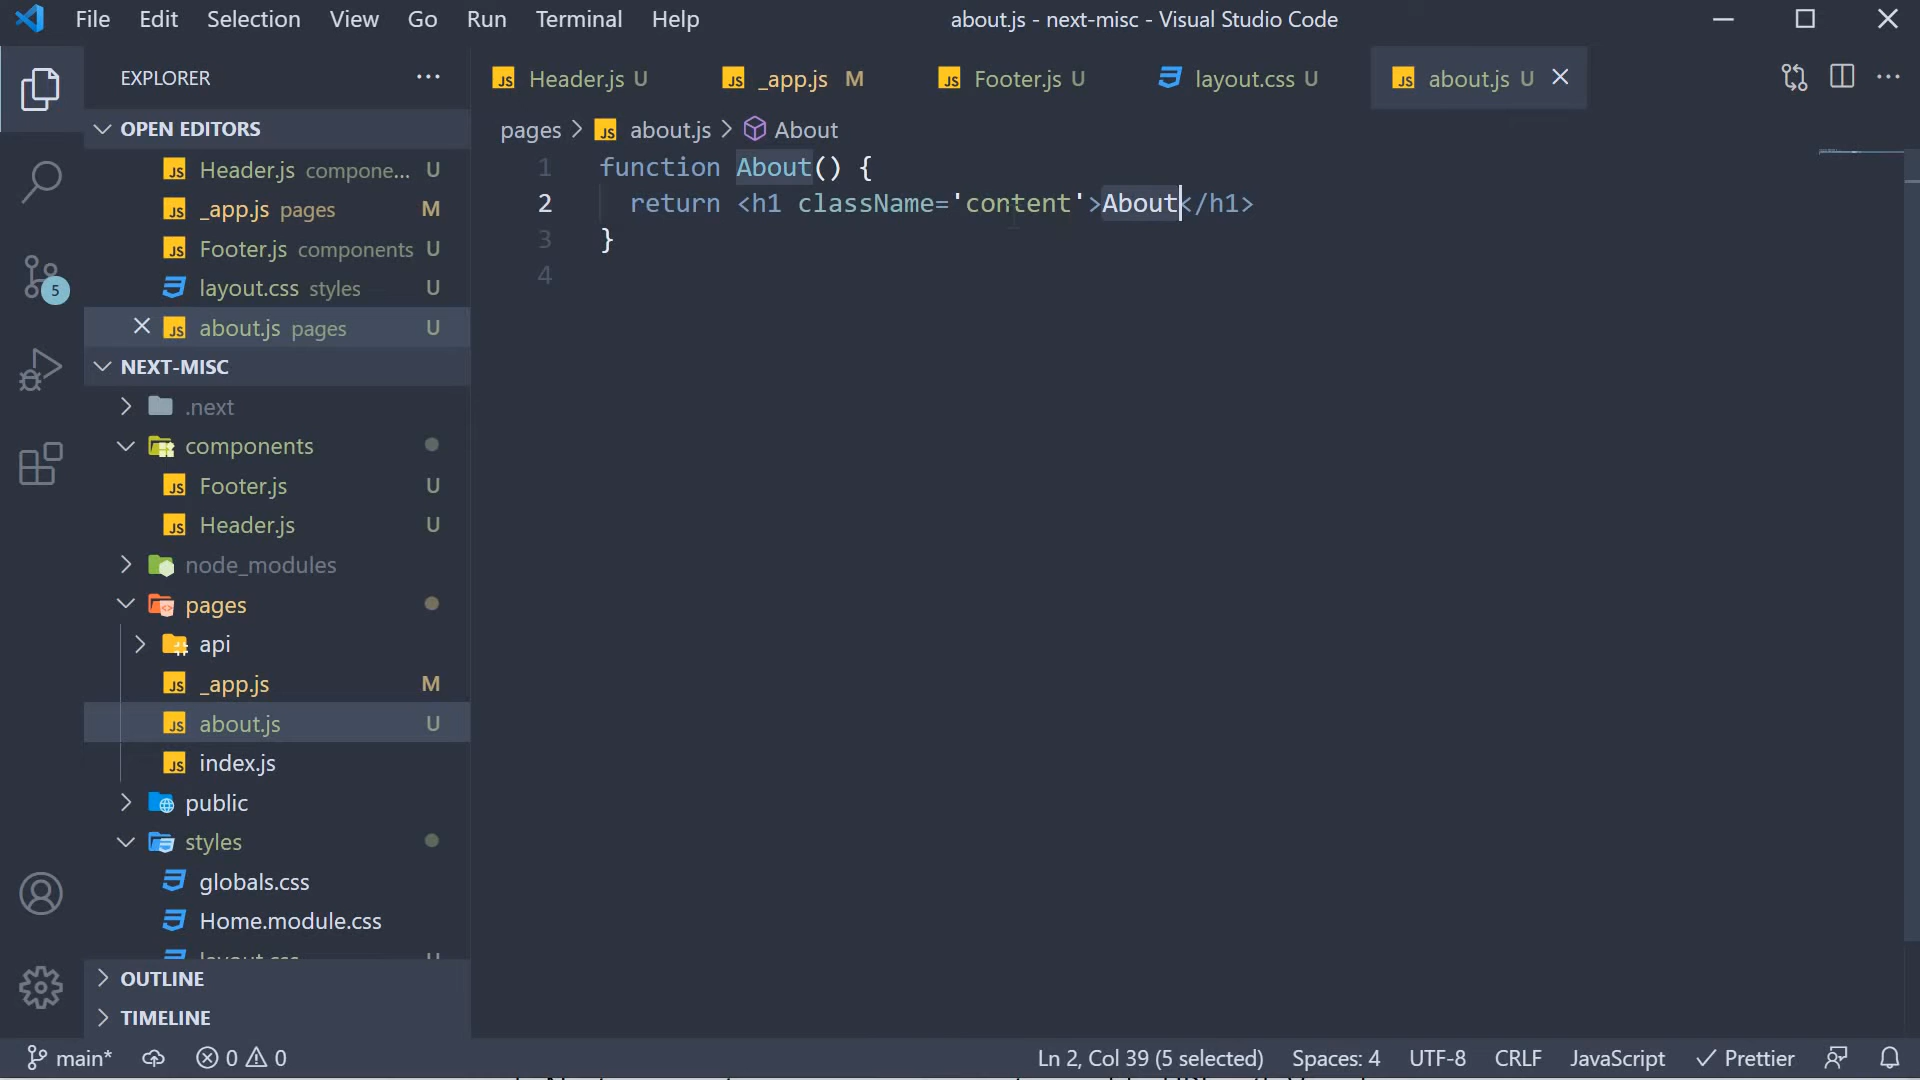 File Edit Selection View Go Run Terminal Help
about.js - next-misc - Visual Studio Code
EXPLORER
Header.js U
_app.js M
Footer.js U
layout.css U
about.js U
OPEN EDITORS
pages about.js About
Header.js compone... U
_app.js pages M
Footer.js components U
layout.css styles U
about.js pages U
1 function About() {
2 return <h1 className='content'>About</h1>
3 }
4
5
NEXT-MISC
.next
components
Footer.js U
Header.js U
node_modules
pages
api
_app.js M
about.js U
index.js
public
styles
globals.css
Home.module.css
layout.css U
OUTLINE
TIMELINE
main* 0 0
Ln 2, Col 39 (5 selected) Spaces: 4 UTF-8 CRLF JavaScript Prettier